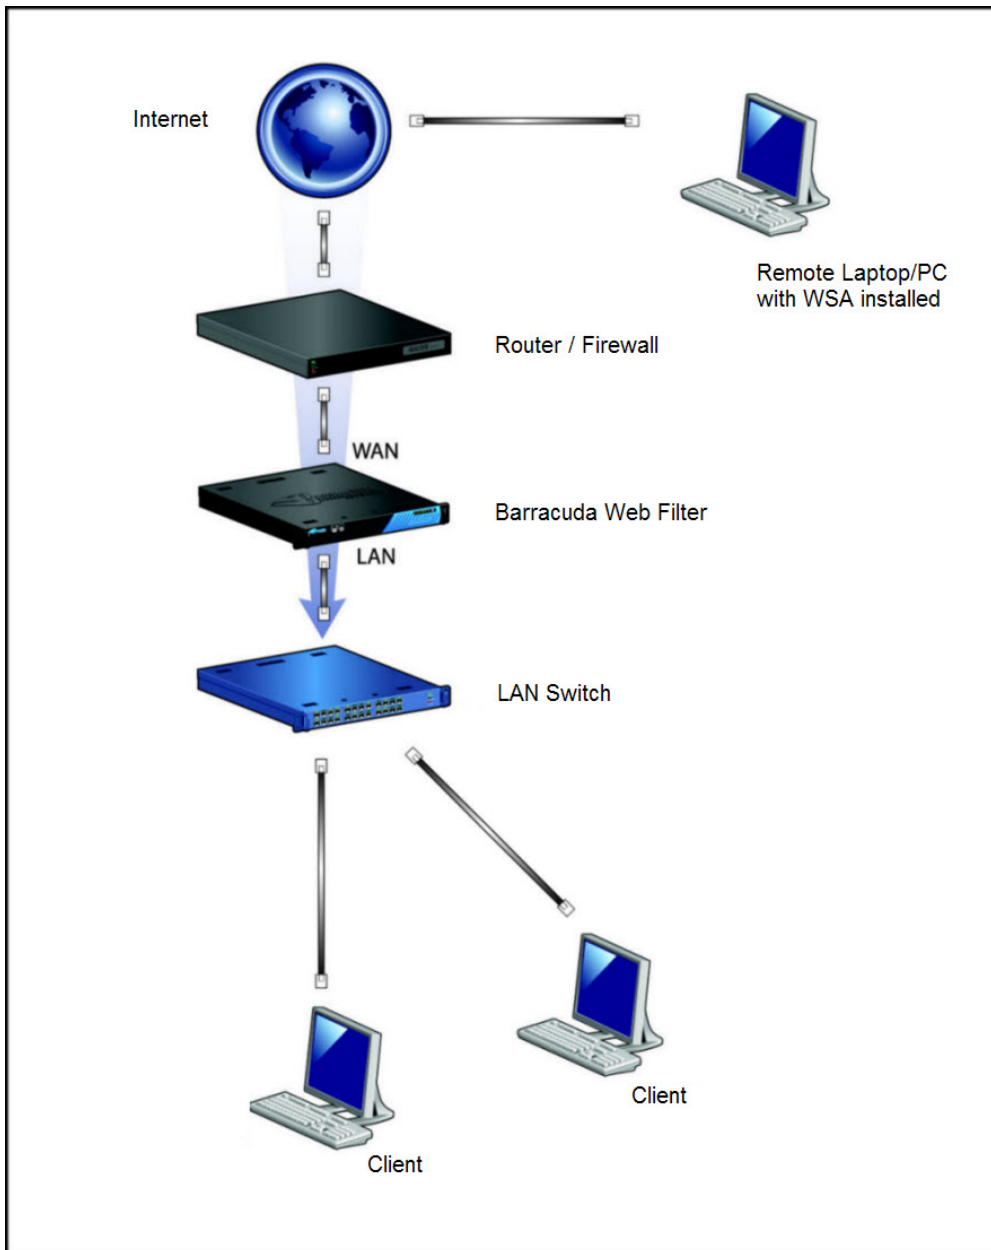 Internet
Remote Laptop/PC
with WSA installed
Router / Firewall
WAN
Barracuda Web Filter
LAN
LAN Switch
Client
Client